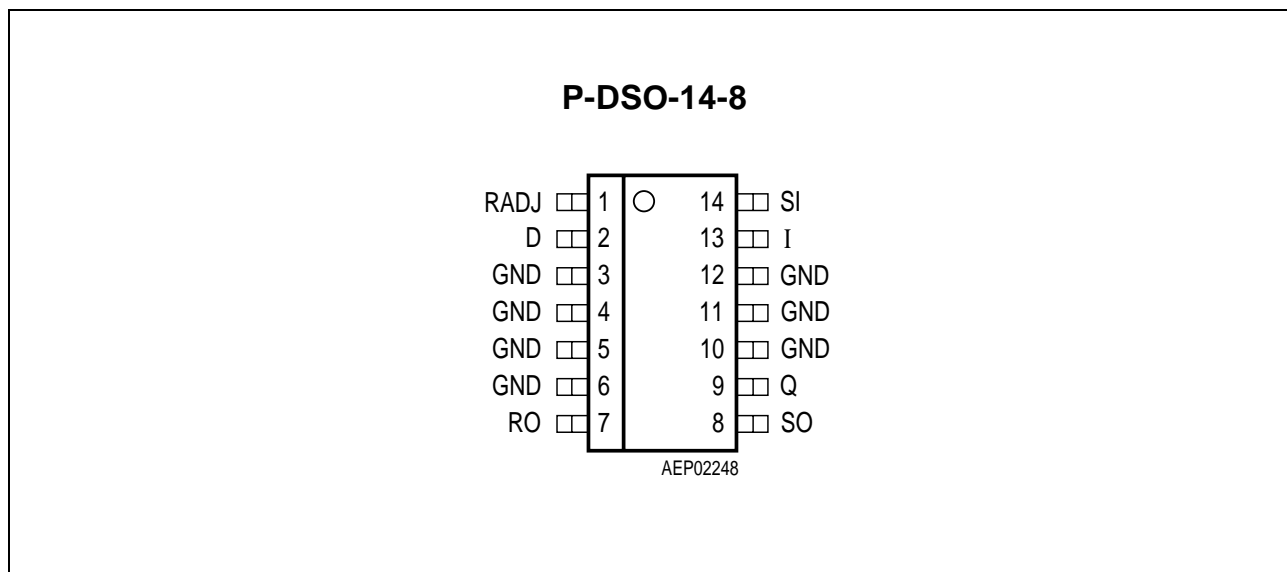 P-DSO-14-8
RADJ 1 14 SI
D 2 13 I
GND 3 12 GND
GND 4 11 GND
GND 5 10 GND
GND 6 9 Q
RO 7 8 SO
AEP02248